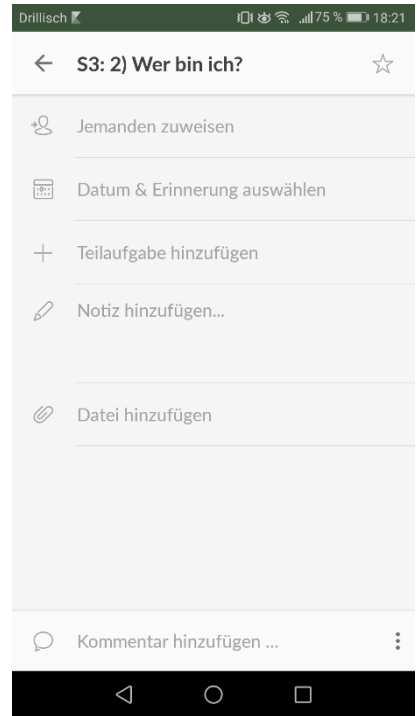 Drillisch 75 % 18:21
S3: 2) Wer bin ich?
Jemanden zuweisen
Datum & Erinnerung auswählen
Teilaufgabe hinzufügen
Notiz hinzufügen...
Datei hinzufügen
Kommentar hinzufügen ...